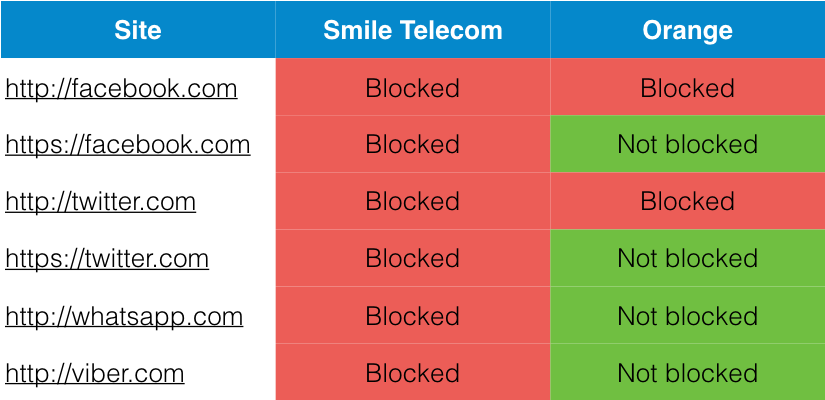 Site Smile Telecom Orange
http://facebook.com Blocked Blocked
https://facebook.com Blocked Not blocked
http://twitter.com Blocked Blocked
https://twitter.com Blocked Not blocked
http://whatsapp.com Blocked Not blocked
http://viber.com Blocked Not blocked